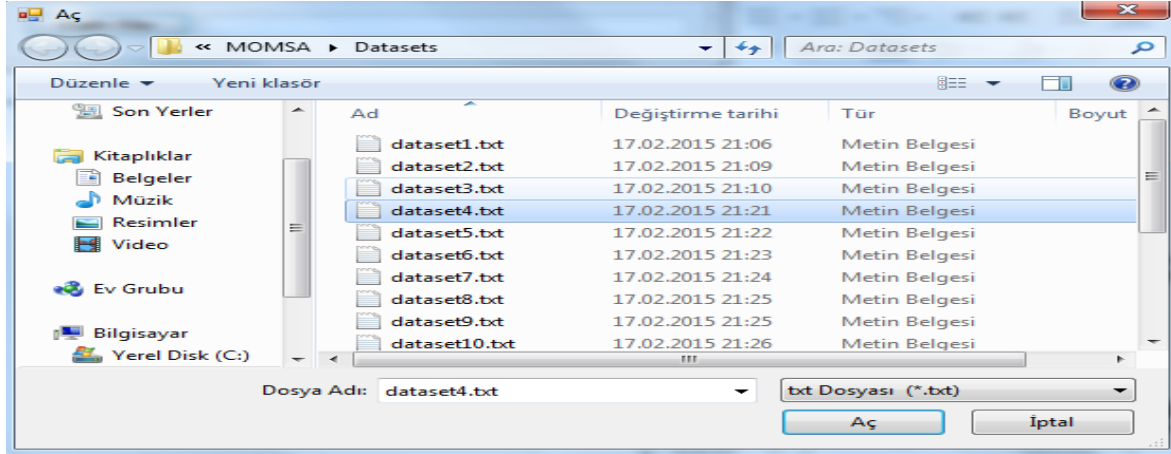 Aç
« MOMSA ▸ Datasets
Ara: Datasets
Düzenle
Yeni klasör
Son Yerler
Kitaplıklar
Belgeler
Müzik
Resimler
Video
Ev Grubu
Bilgisayar
Yerel Disk (C:)
Ad Değiştirme tarihi Tür Boyut
dataset1.txt 17.02.2015 21:06 Metin Belgesi
dataset2.txt 17.02.2015 21:09 Metin Belgesi
dataset3.txt 17.02.2015 21:10 Metin Belgesi
dataset4.txt 17.02.2015 21:21 Metin Belgesi
dataset5.txt 17.02.2015 21:22 Metin Belgesi
dataset6.txt 17.02.2015 21:23 Metin Belgesi
dataset7.txt 17.02.2015 21:24 Metin Belgesi
dataset8.txt 17.02.2015 21:25 Metin Belgesi
dataset9.txt 17.02.2015 21:25 Metin Belgesi
dataset10.txt 17.02.2015 21:26 Metin Belgesi
Dosya Adı: dataset4.txt
txt Dosyası (*.txt)
Aç
İptal